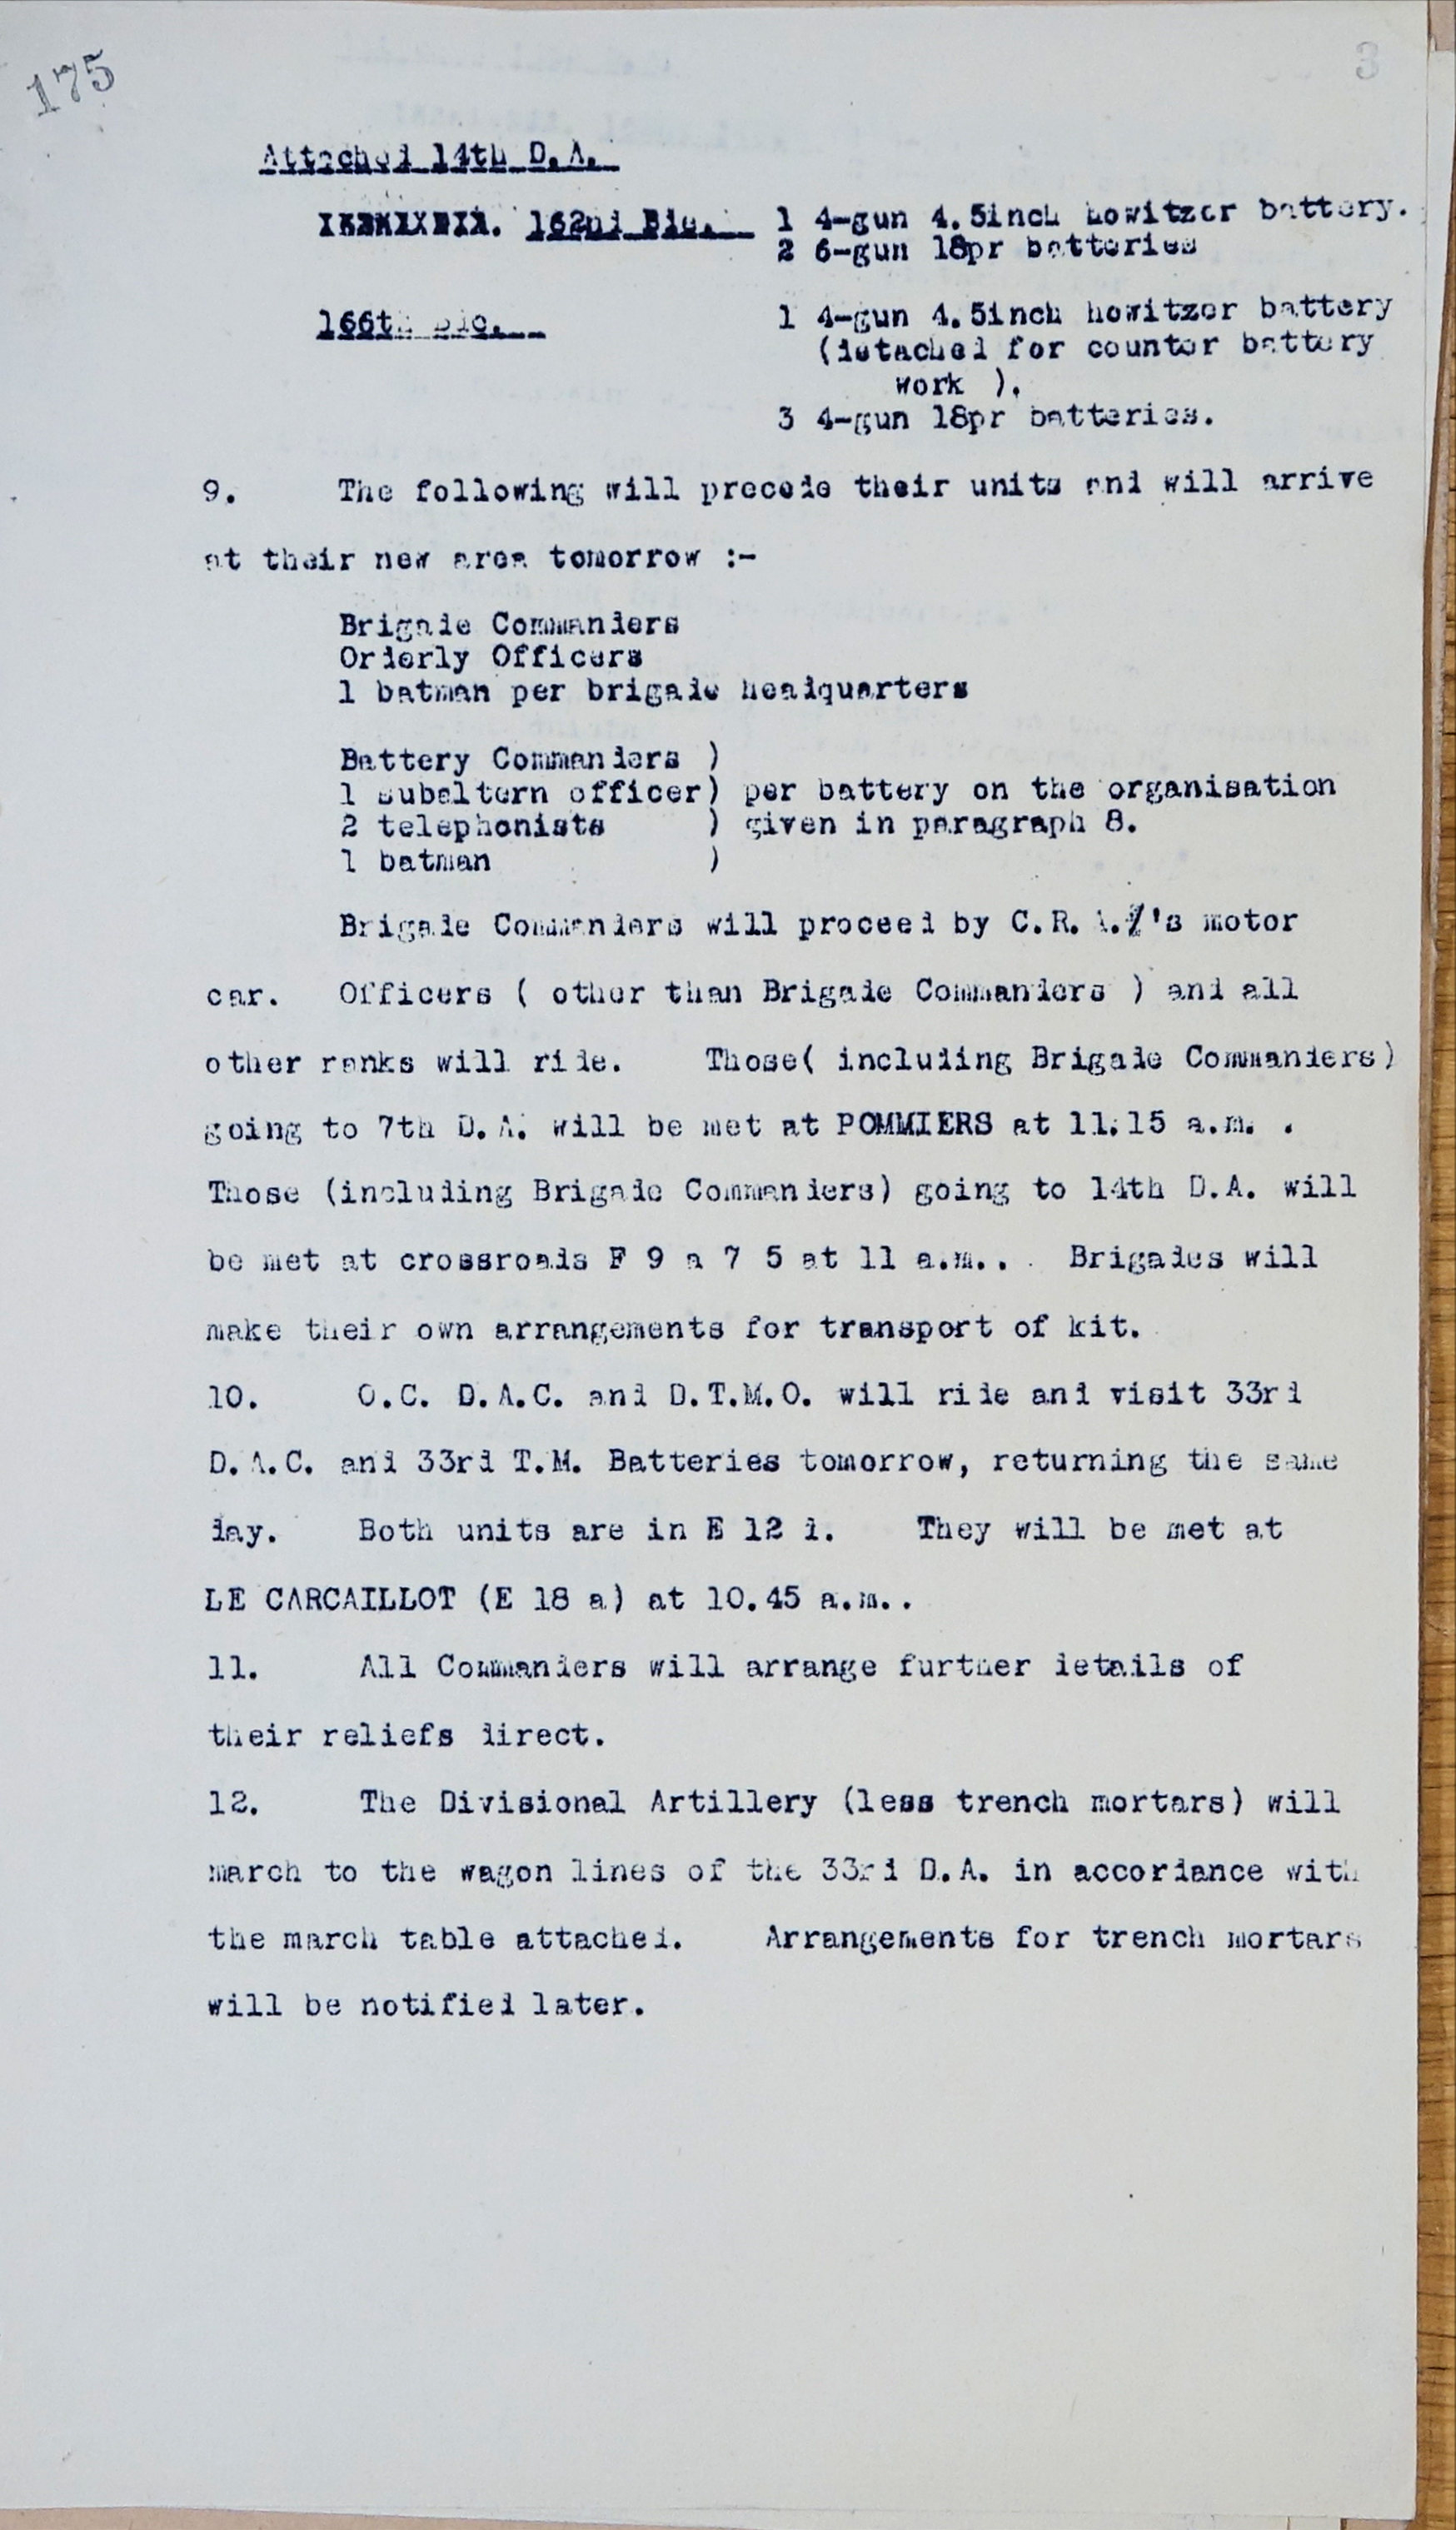 175
3
Attached 14th D.A.
162nd Bde. 1 4-gun 4.5inch howitzer battery.
2 6-gun 18pr batteries
166th Bde. 1 4-gun 4.5inch howitzer battery
(detached for counter battery
work ).
3 4-gun 18pr batteries.
9. The following will precede their units and will arrive
at their new area tomorrow :-
Brigade Commanders
Orderly Officers
1 batman per brigade headquarters
Battery Commanders )
1 subaltern officer) per battery on the organisation
2 telephonists ) given in paragraph 8.
1 batman )
Brigade Commanders will proceed by C.R.A.'s motor
car. Officers ( other than Brigade Commanders ) and all
other ranks will ride. Those( including Brigade Commanders)
going to 7th D.A. will be met at POMMIERS at 11.15 a.m. .
Those (including Brigade Commanders) going to 14th D.A. will
be met at crossroads F 9 a 7 5 at 11 a.m.. . Brigades will
make their own arrangements for transport of kit.
10. O.C. D.A.C. and D.T.M.O. will ride and visit 33rd
D.A.C. and 33rd T.M. Batteries tomorrow, returning the same
day. Both units are in E 12 d. They will be met at
LE CARCAILLOT (E 18 a) at 10.45 a.m..
11. All Commanders will arrange further details of
their reliefs direct.
12. The Divisional Artillery (less trench mortars) will
march to the wagon lines of the 33rd D.A. in accordance with
the march table attached. Arrangements for trench mortars
will be notified later.